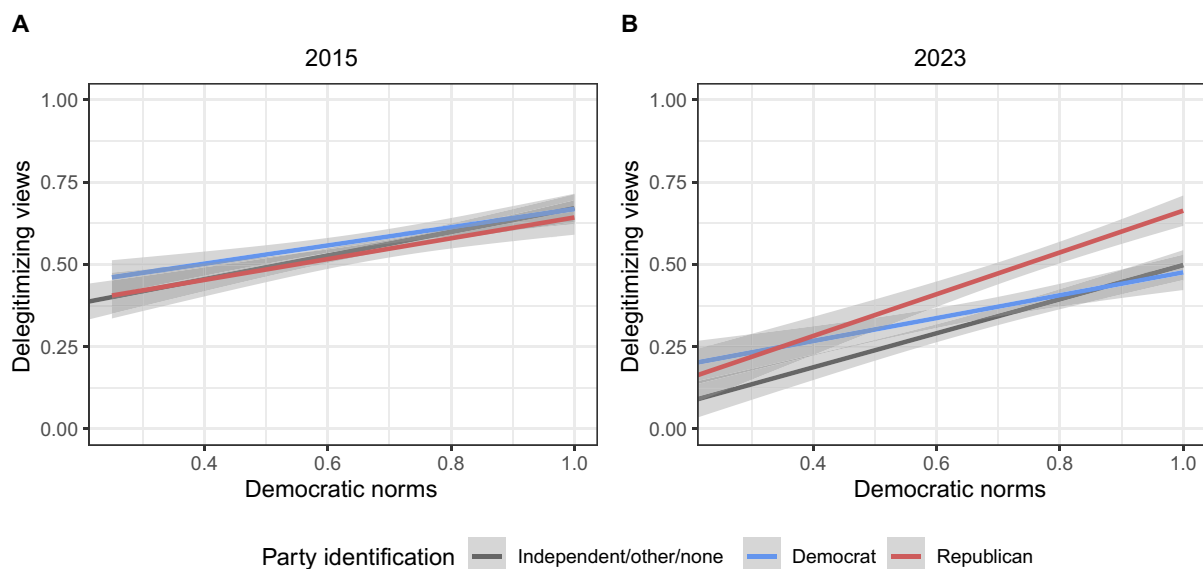 A
B
2015
2023
Delegitimizing views
1.00
0.75
0.50
0.25
0.00
0.4
0.6
0.8
1.0
Democratic norms
Delegitimizing views
1.00
0.75
0.50
0.25
0.00
0.4
0.6
0.8
1.0
Democratic norms
Party identification Independent/other/none Democrat Republican